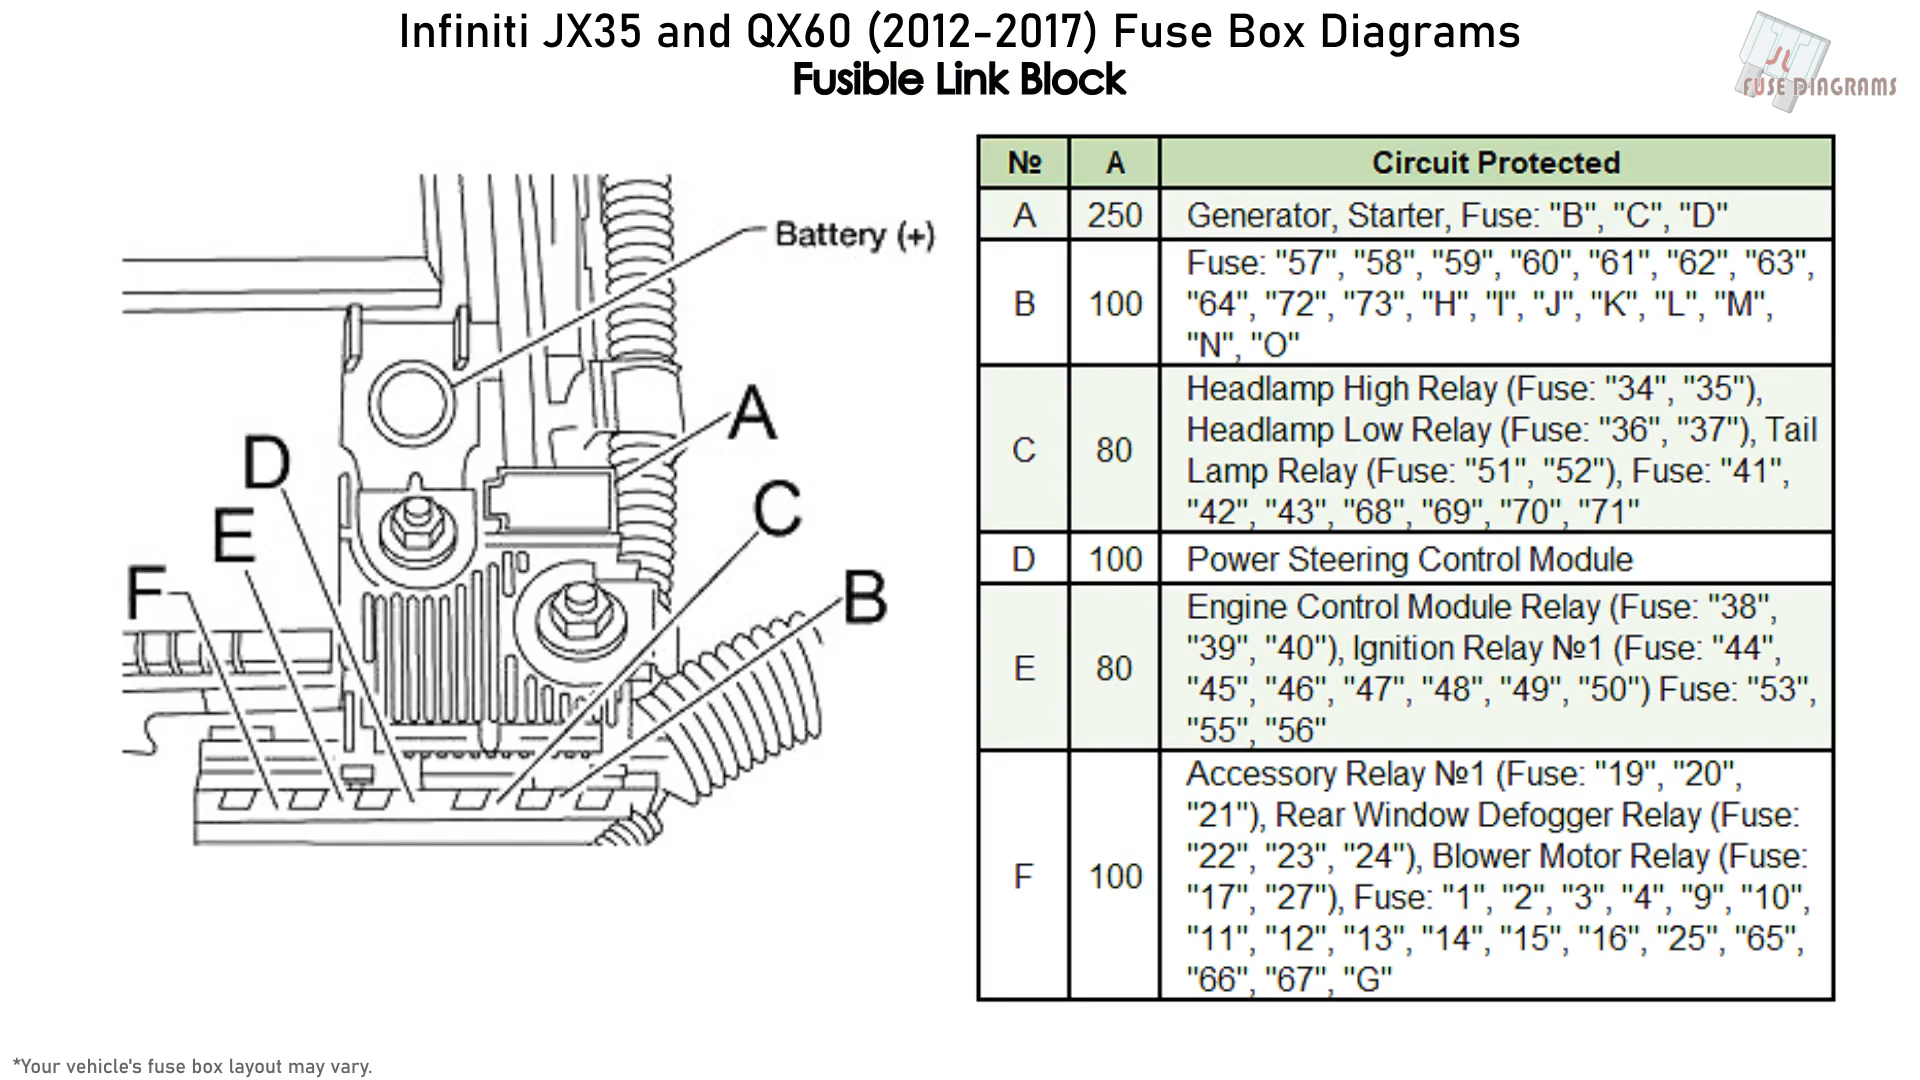 Infiniti JX35 and QX60 (2012-2017) Fuse Box Diagrams
Fusible Link Block
JL
FUSE DIAGRAMS
Battery (+)
A
D
C
E
F
B
№ A Circuit Protected
A 250 Generator, Starter, Fuse: "B", "C", "D"
B 100 Fuse: "57", "58", "59", "60", "61", "62", "63",
"64", "72", "73", "H", "I", "J", "K", "L", "M",
"N", "O"
C 80 Headlamp High Relay (Fuse: "34", "35"),
Headlamp Low Relay (Fuse: "36", "37"), Tail
Lamp Relay (Fuse: "51", "52"), Fuse: "41",
"42", "43", "68", "69", "70", "71"
D 100 Power Steering Control Module
E 80 Engine Control Module Relay (Fuse: "38",
"39", "40"), Ignition Relay №1 (Fuse: "44",
"45", "46", "47", "48", "49", "50") Fuse: "53",
"55", "56"
F 100 Accessory Relay №1 (Fuse: "19", "20",
"21"), Rear Window Defogger Relay (Fuse:
"22", "23", "24"), Blower Motor Relay (Fuse:
"17", "27"), Fuse: "1", "2", "3", "4", "9", "10",
"11", "12", "13", "14", "15", "16", "25", "65",
"66", "67", "G"
*Your vehicle's fuse box layout may vary.